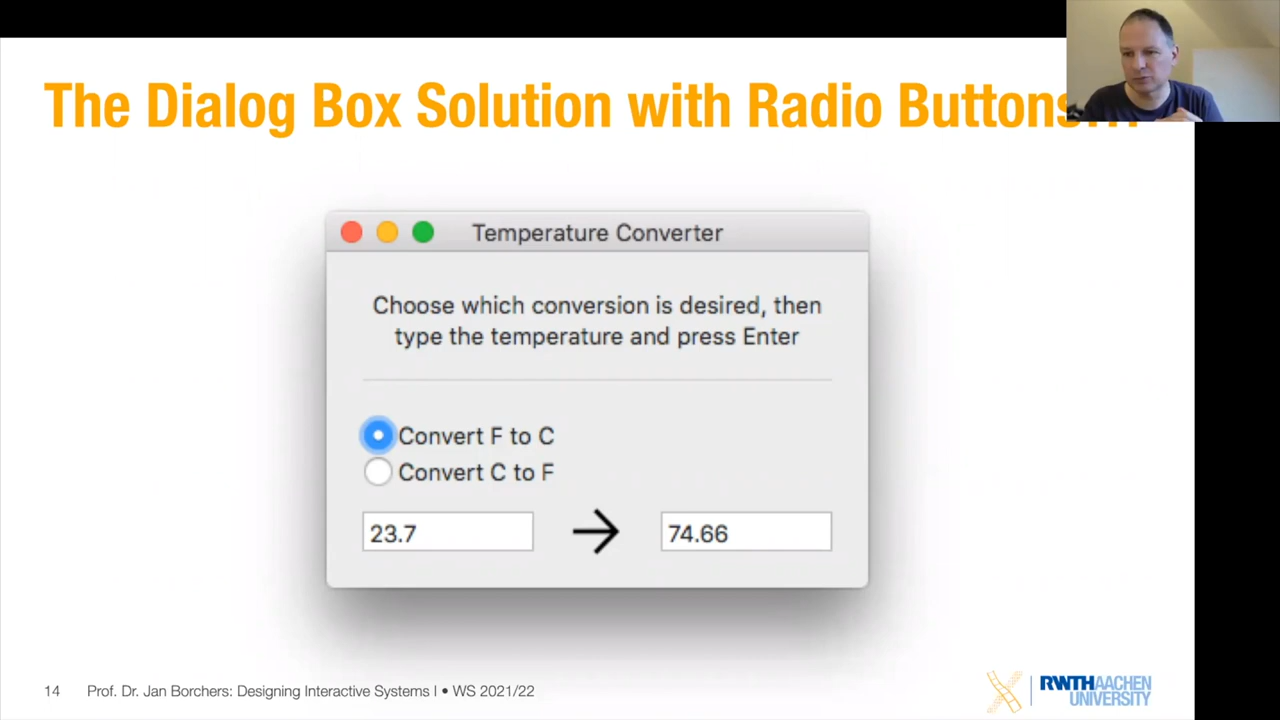 The Dialog Box Solution with Radio Buttons...
Temperature Converter
Choose which conversion is desired, then
type the temperature and press Enter
Convert F to C
Convert C to F
23.7
74.66
14 Prof. Dr. Jan Borchers: Designing Interactive Systems I • WS 2021/22
RWTHAACHEN
UNIVERSITY